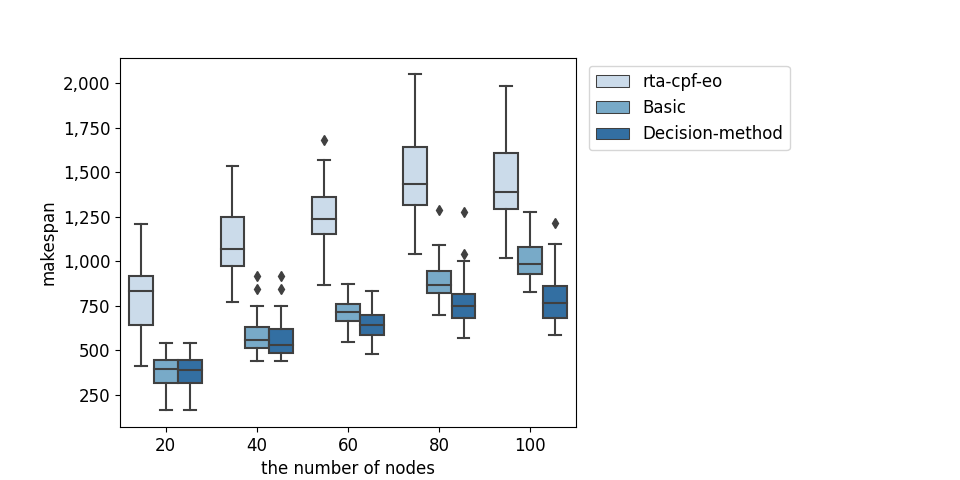 rta-cpf-eo
Basic
Decision-method
makespan
2,000
1,750
1,500
1,250
1,000
750
500
250
20 40 60 80 100
the number of nodes